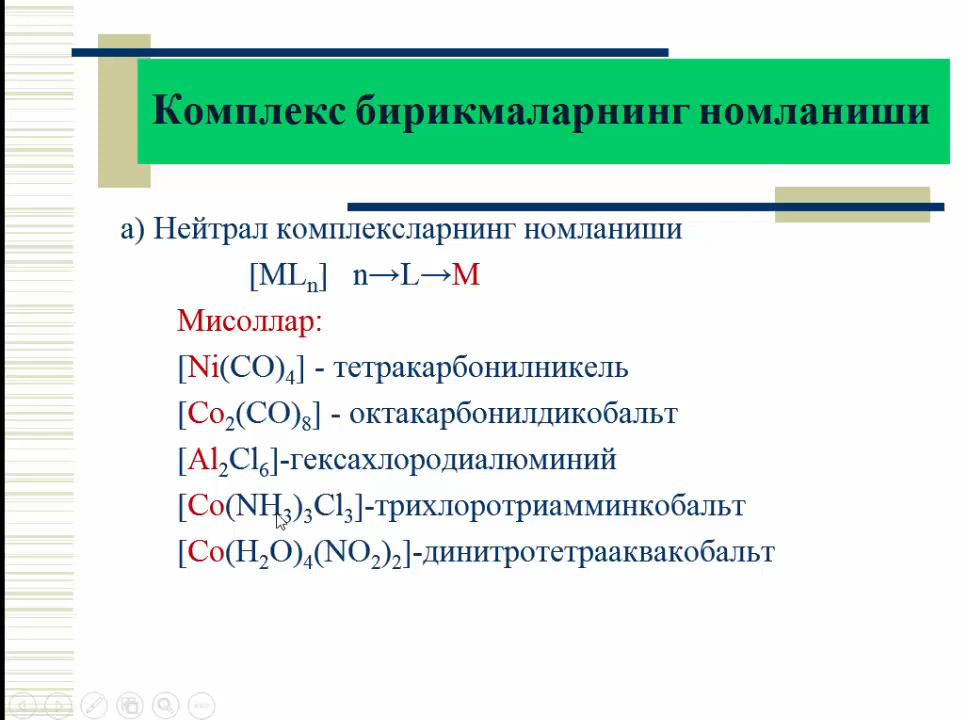 Комплекс бирикмаларнинг номланиши
а) Нейтрал комплексларнинг номланиши
[MLₙ] n→L→M
Мисоллар:
[Ni(CO)₄] - тетракарбонилникель
[Co₂(CO)₈] - октакарбонилдикобальт
[Al₂Cl₆]-гексахлородиалюминий
[Co(NH₃)₃Cl₃]-трихлоротриамминкобальт
[Co(H₂O)₄(NO₂)₂]-динитротетрааквакобальт